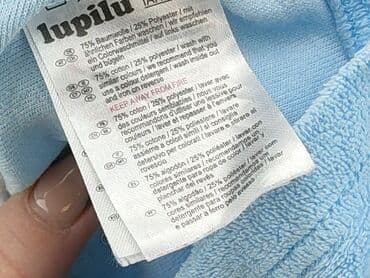 lupilu
75% Baumwolle / 25% Polyester / mit
ähnlichen Farben waschen / wir empfehlen
ein Colorwaschmittel / auf links waschen
und bügeln
75% cotton / 25% polyester / wash with
similar colours / we recommend that you
use a colour detergent / wash inside out
and iron on reverse
KEEP AWAY FROM FIRE
75% coton / 25% polyester / laver avec
des couleurs semblables / nous vous
recommandons d'utiliser une lessive pour
couleurs / laver et repasser à l'envers
75% cotone / 25% poliestere / lavare
assieme a colori simili / si consiglia un
detersivo per colorati / lavare e stirare a
rovescio
75% algodón / 25% poliéster / lavar con
colores similares / recomendamos usar
detergente para ropa de color / lavar y
planchar del revés
75% algodão / 25% poliéster / lavar com
cores similares / recomendamos
detergente para roupa de cor / lavar
e passar a ferro pelo avesso